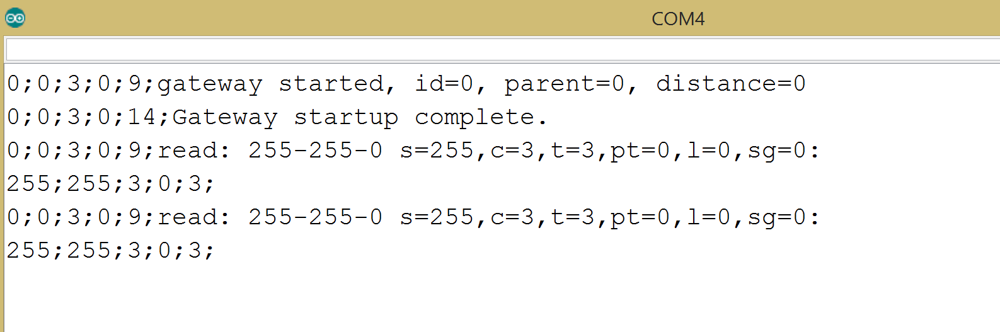 COM4
0;0;3;0;9;gateway started, id=0, parent=0, distance=0
0;0;3;0;14;Gateway startup complete.
0;0;3;0;9;read: 255-255-0 s=255,c=3,t=3,pt=0,l=0,sg=0:
255;255;3;0;3;
0;0;3;0;9;read: 255-255-0 s=255,c=3,t=3,pt=0,l=0,sg=0:
255;255;3;0;3;